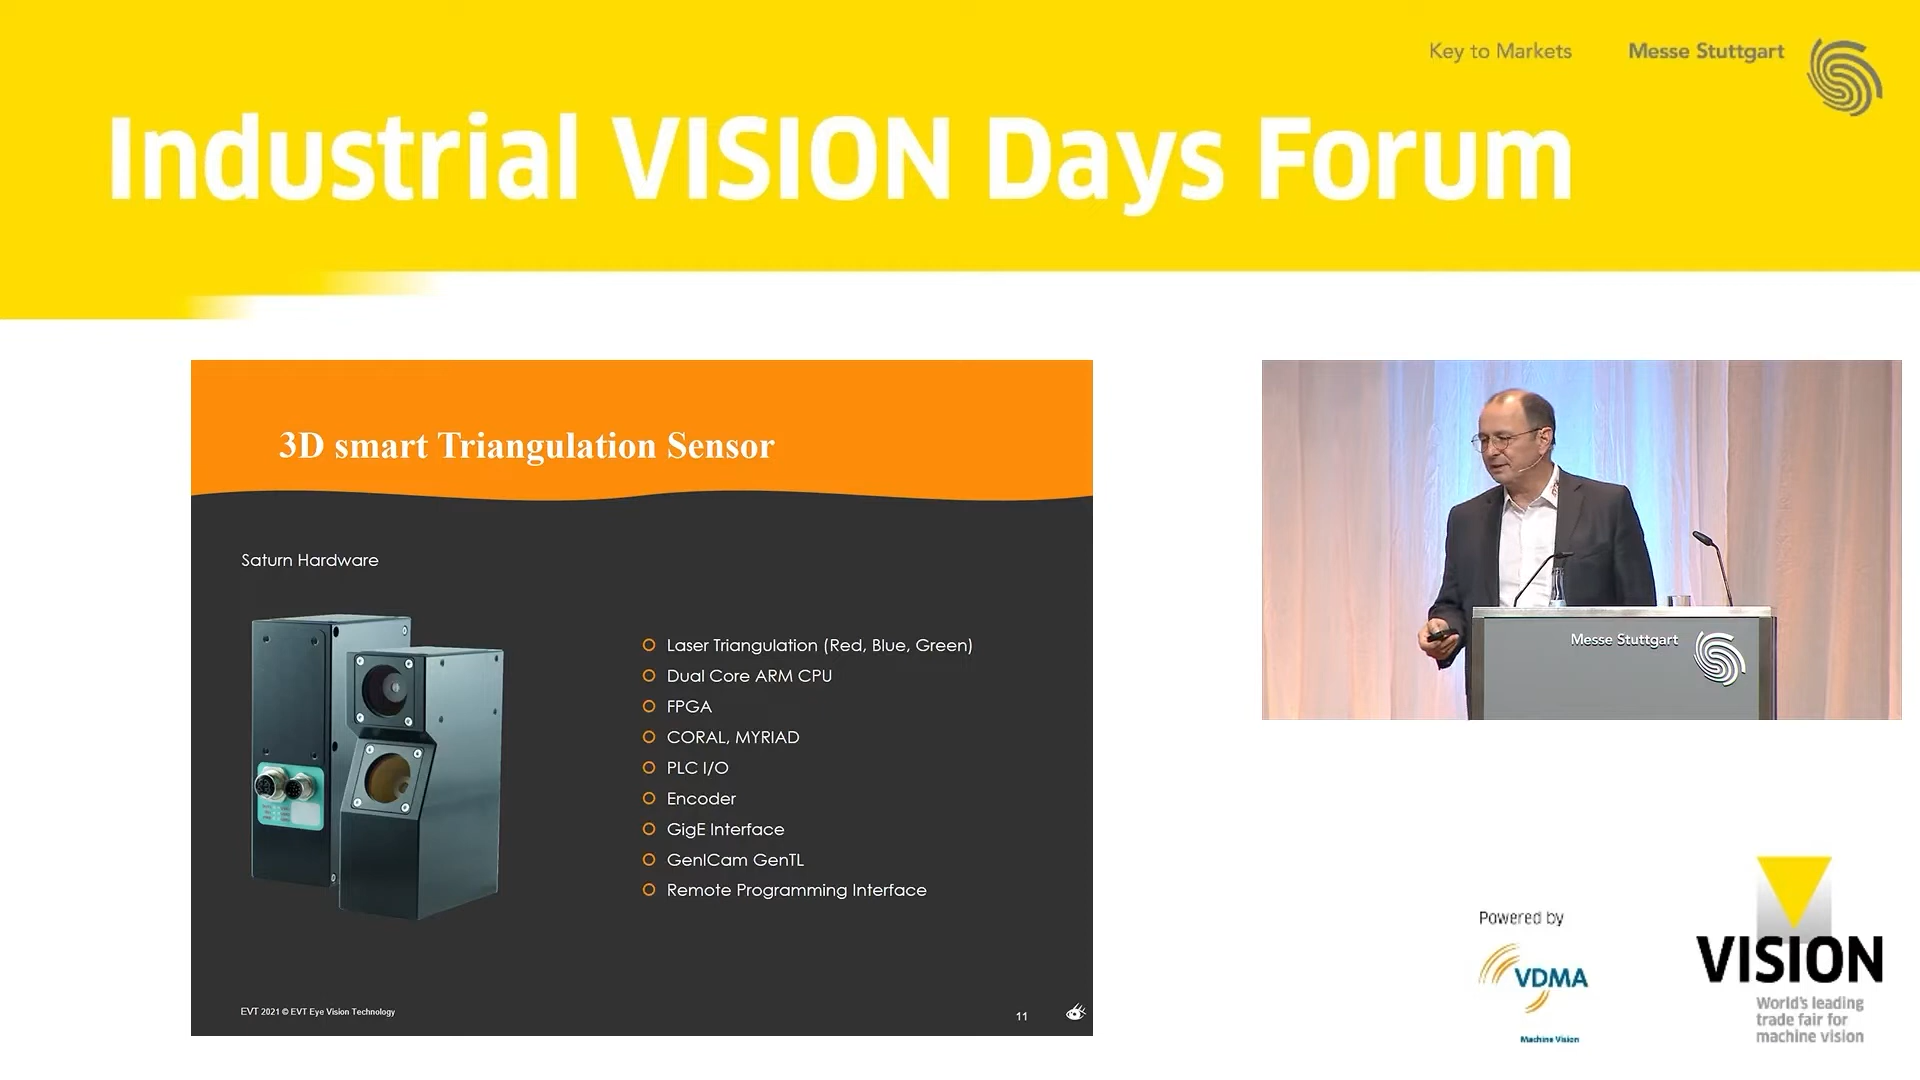 Key to Markets
Messe Stuttgart
Industrial VISION Days Forum
3D smart Triangulation Sensor
Saturn Hardware
Laser Triangulation (Red, Blue, Green)
Dual Core ARM CPU
FPGA
CORAL, MYRIAD
PLC I/O
Encoder
GigE Interface
GenICam GenTL
Remote Programming Interface
EVT 2021 © EVT Eye Vision Technology
11
Messe Stuttgart
Powered by
VDMA
Machine Vision
VISION
World's leading
trade fair for
machine vision